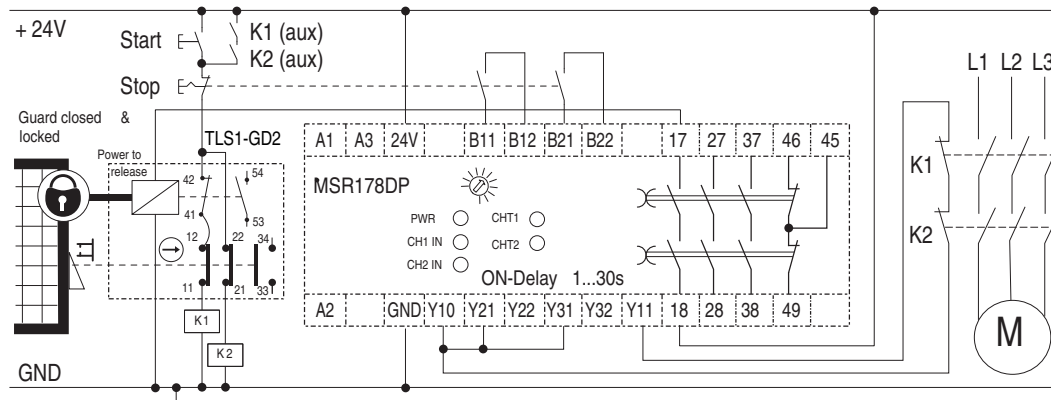 + 24V
Start
K1 (aux)
K2 (aux)
Stop
L1 L2 L3
Guard closed &
locked
TLS1-GD2
Power to
release
A1 A3 24V B11 B12 B21 B22 17 27 37 46 45
42
54
MSR178DP
K1
41
53
PWR CHT1
12 22 34
CH1 IN CHT2
K2
CH2 IN
ON-Delay 1...30s
11 21 33
A2 GND Y10 Y21 Y22 Y31 Y32 Y11 18 28 38 49
K1
M
K2
GND